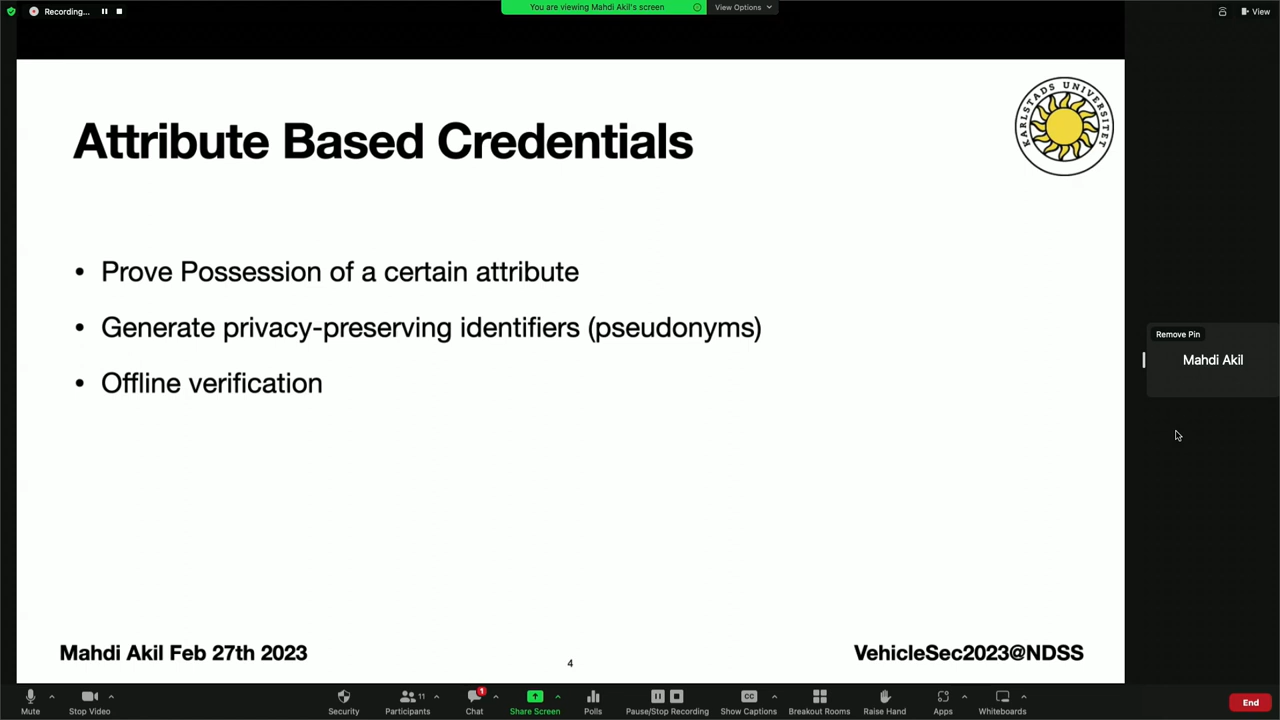 Recording...
You are viewing Mahdi Akil's screen
View Options
View
Attribute Based Credentials
KARLSTADS UNIVERSITET
• Prove Possession of a certain attribute
• Generate privacy-preserving identifiers (pseudonyms)
• Offline verification
Remove Pin
Mahdi Akil
Mahdi Akil Feb 27th 2023
4
VehicleSec2023@NDSS
Mute
Stop Video
Security
Participants
11
Chat
1
Share Screen
Polls
Pause/Stop Recording
CC
Show Captions
Breakout Rooms
Raise Hand
Apps
Whiteboards
End